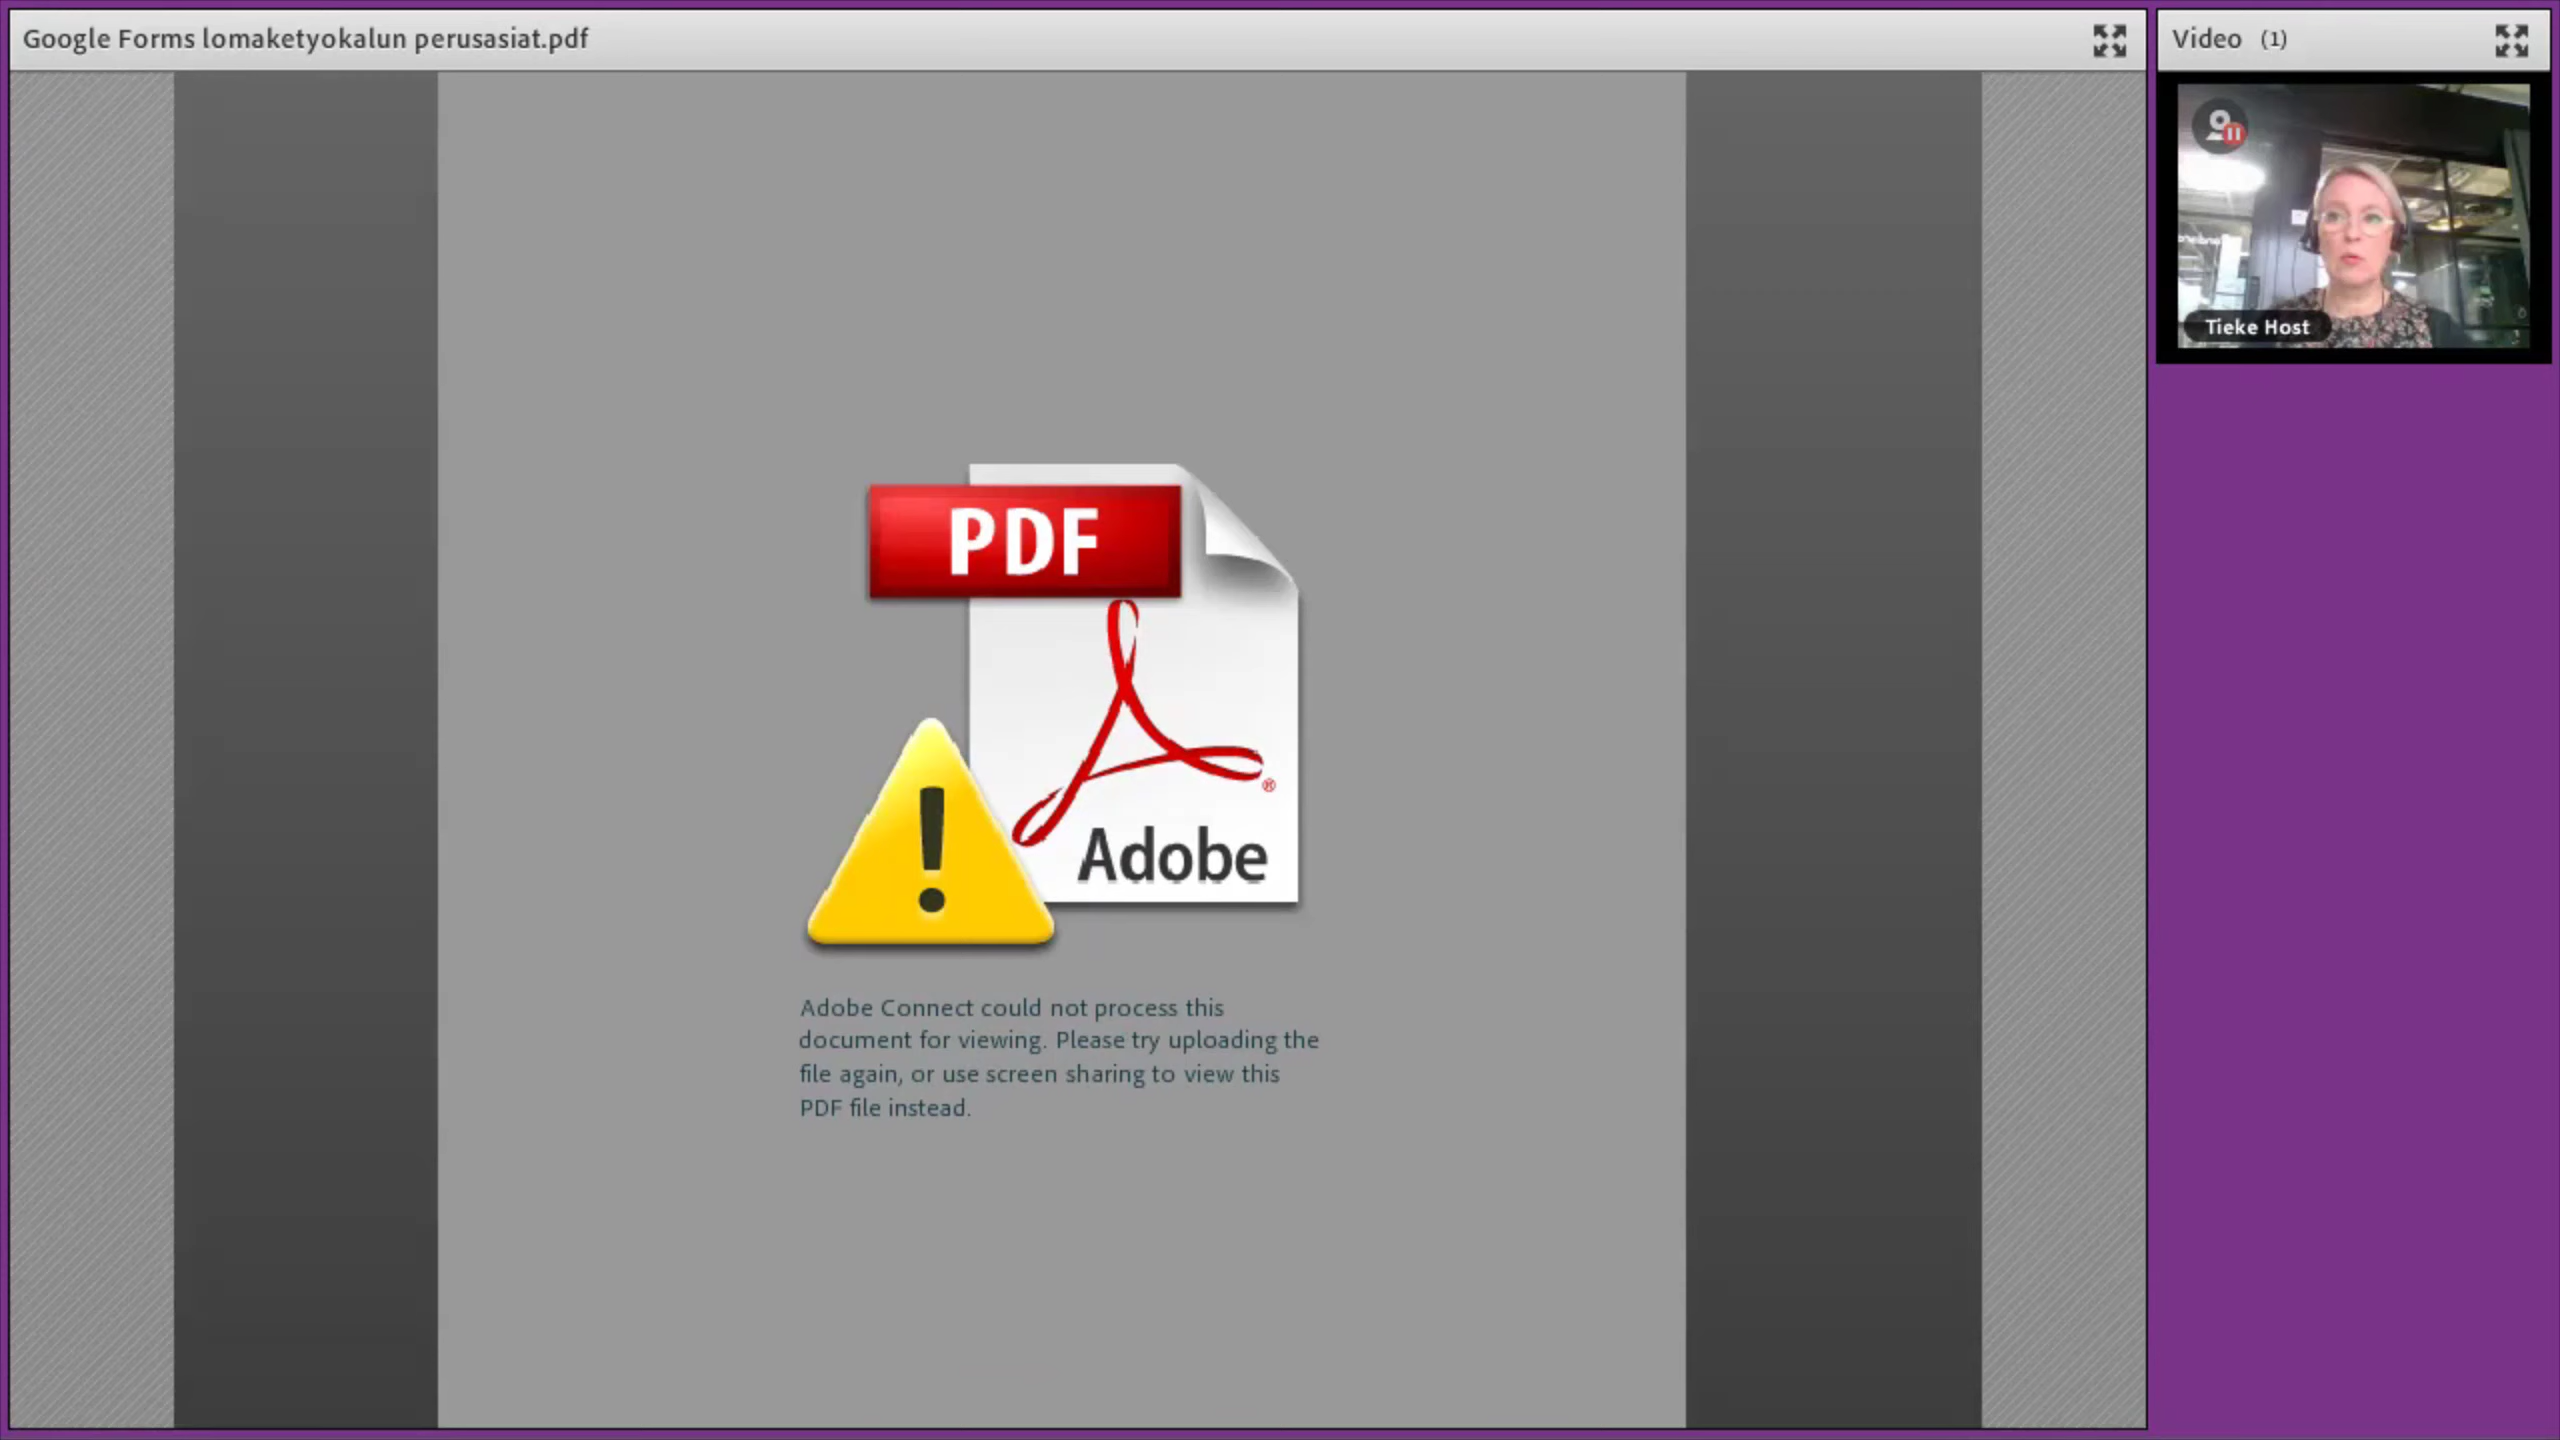 Google Forms lomaketyokalun perusasiat.pdf
Video (1)
Tieke Host
PDF
Adobe
®
Adobe Connect could not process this
document for viewing. Please try uploading the
file again, or use screen sharing to view this
PDF file instead.